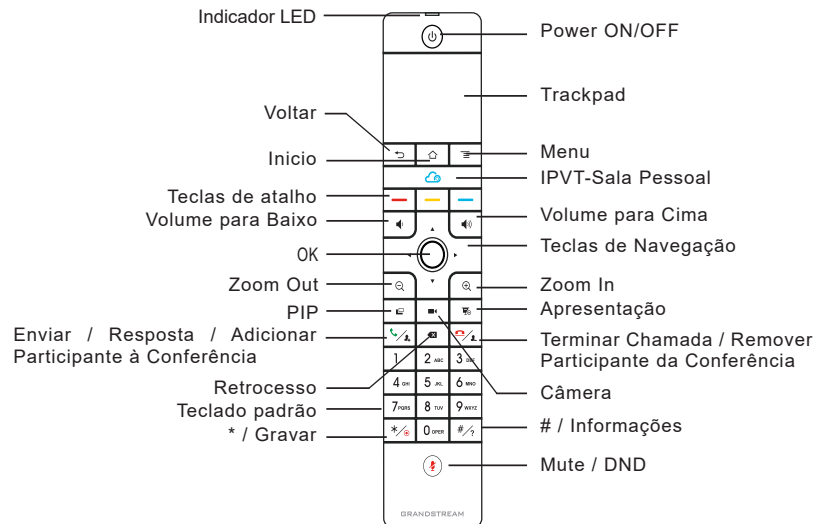 Indicador LED
Power ON/OFF
Trackpad
Voltar
Menu
Inicio
IPVT-Sala Pessoal
Teclas de atalho
Volume para Cima
Volume para Baixo
OK
Teclas de Navegação
Zoom Out
Zoom In
PIP
Apresentação
Enviar / Resposta / Adicionar
Participante à Conferência
Terminar Chamada / Remover
Participante da Conferência
Retrocesso
Câmera
Teclado padrão
* / Gravar
# / Informações
Mute / DND
1 2 ABC 3 DEF
4 GHI 5 JKL 6 MNO
7 PQRS 8 TUV 9 WXYZ
*/ 0 OPER #/?
GRANDSTREAM